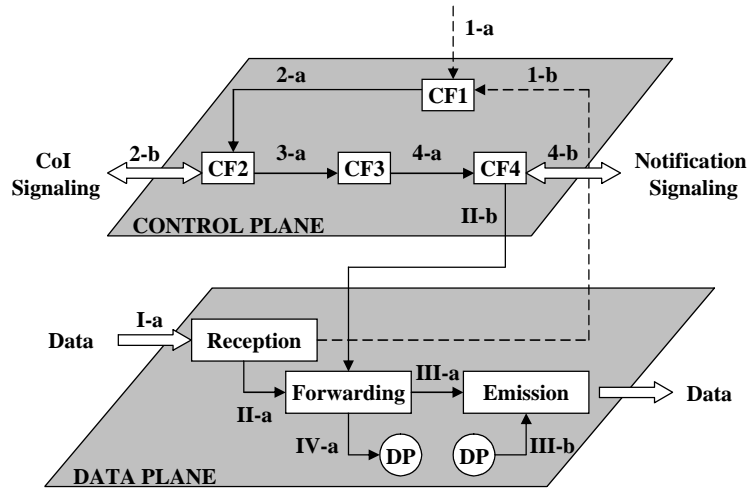 1-a
2-a
1-b
CF1
CoI
Signaling
2-b
CF2
3-a
CF3
4-a
CF4
4-b
Notification
Signaling
CONTROL PLANE
II-b
Data
I-a
Reception
II-a
Forwarding
III-a
Emission
Data
IV-a
DP
DP
III-b
DATA PLANE